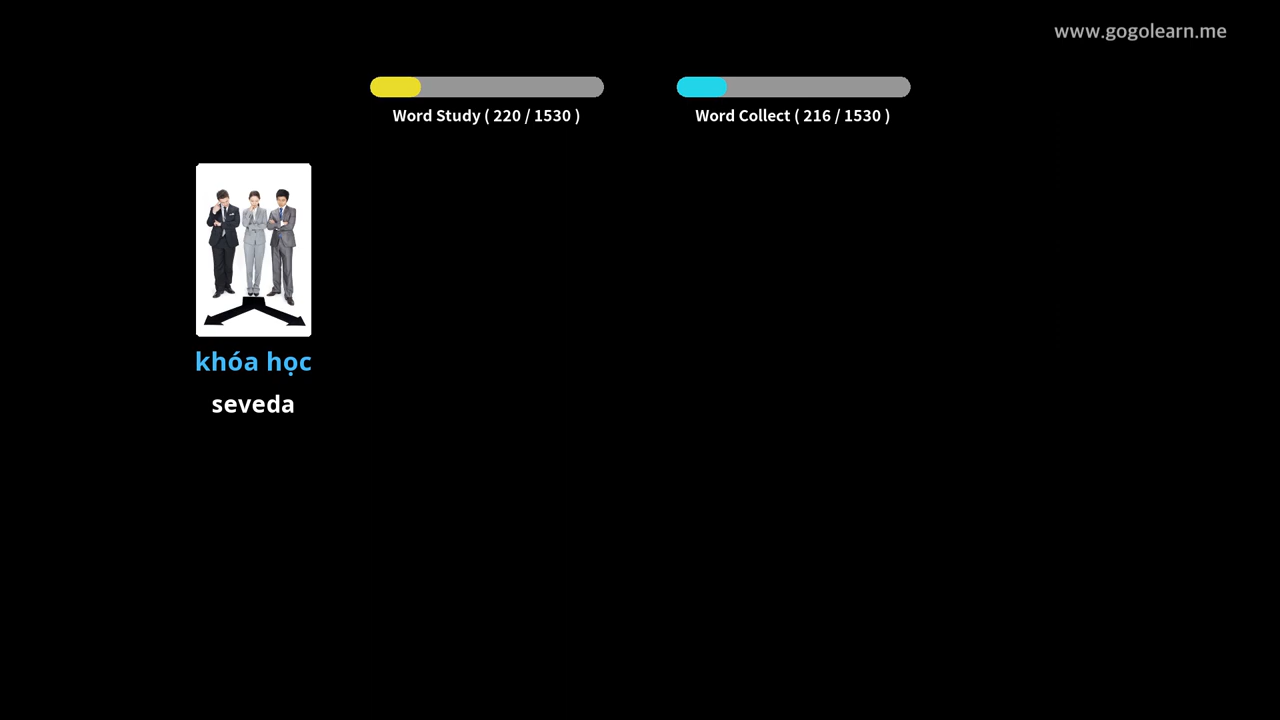 www.gogolearn.me
Word Study ( 220 / 1530 )
Word Collect ( 216 / 1530 )
khóa học
seveda